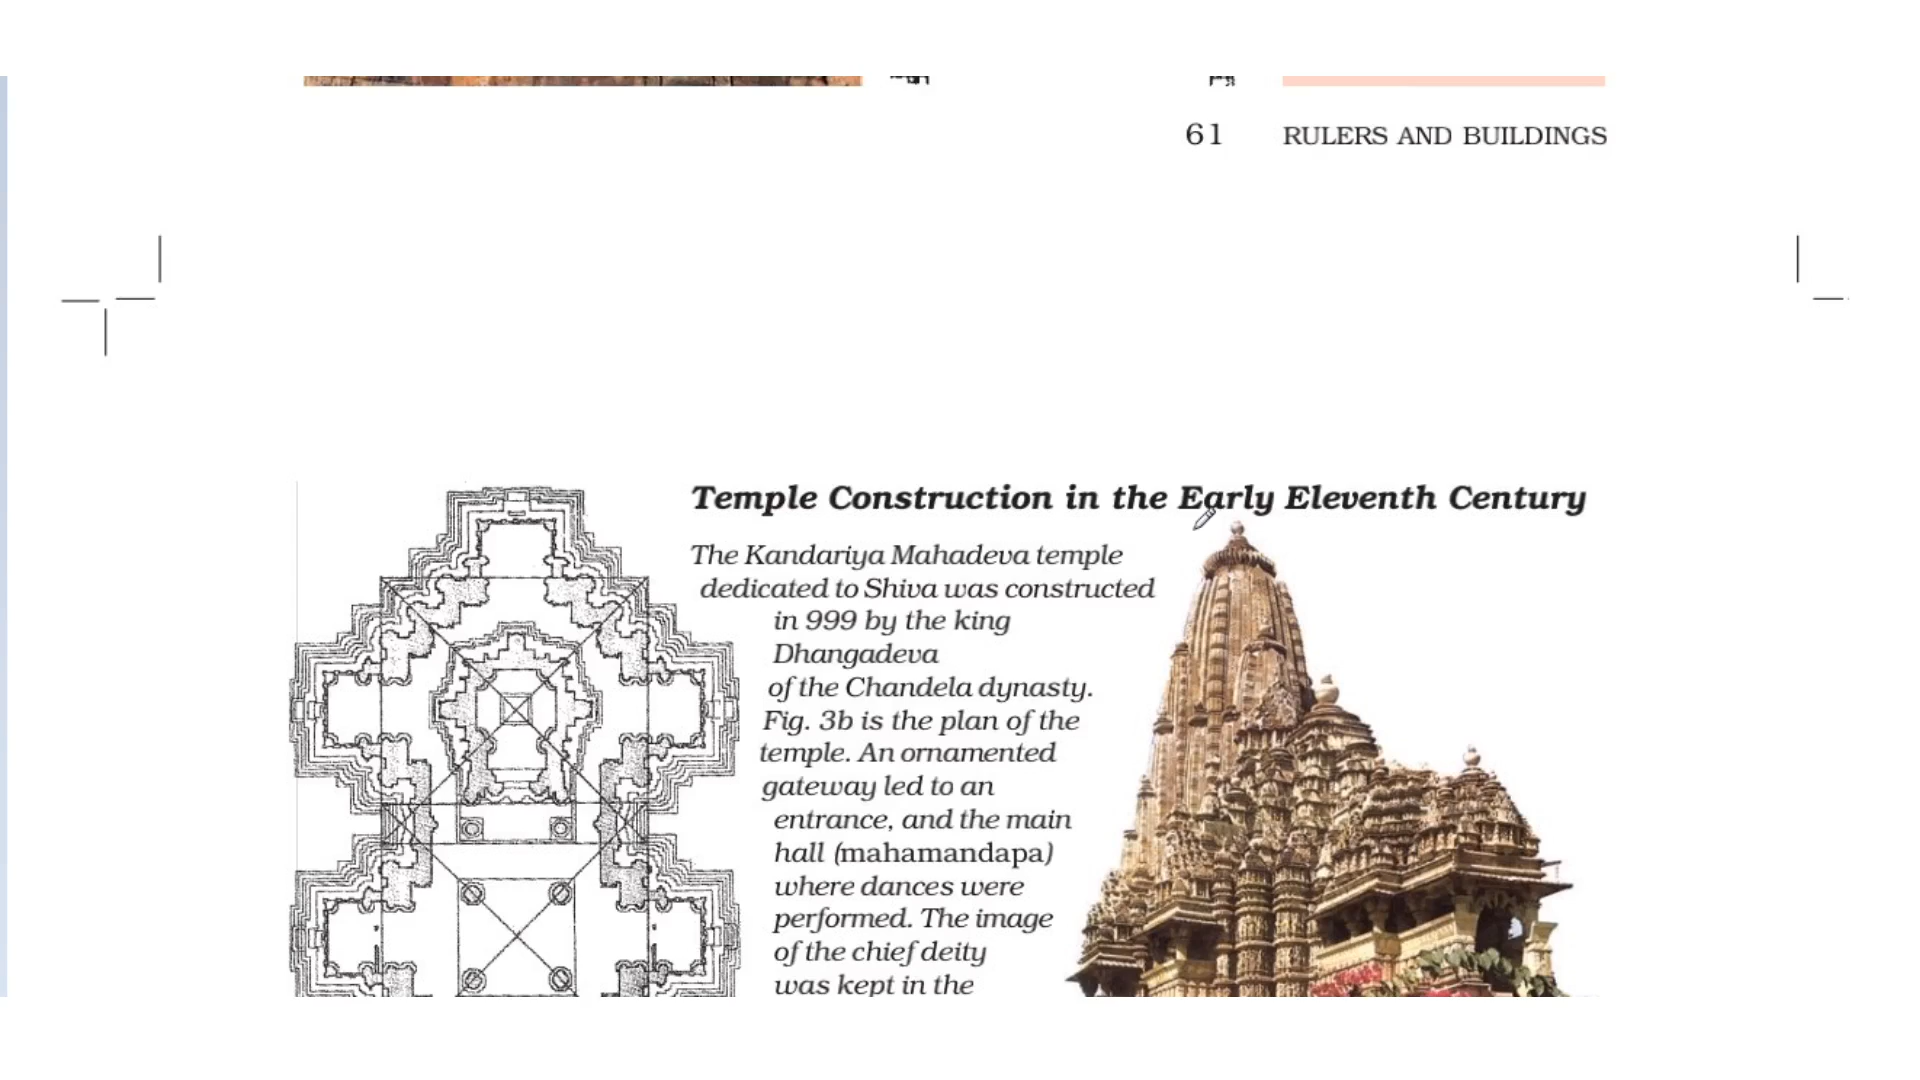 61 RULERS AND BUILDINGS
Temple Construction in the Early Eleventh Century
The Kandariya Mahadeva temple
dedicated to Shiva was constructed
in 999 by the king
Dhangadeva
of the Chandela dynasty.
Fig. 3b is the plan of the
temple. An ornamented
gateway led to an
entrance, and the main
hall (mahamandapa)
where dances were
performed. The image
of the chief deity
was kept in the